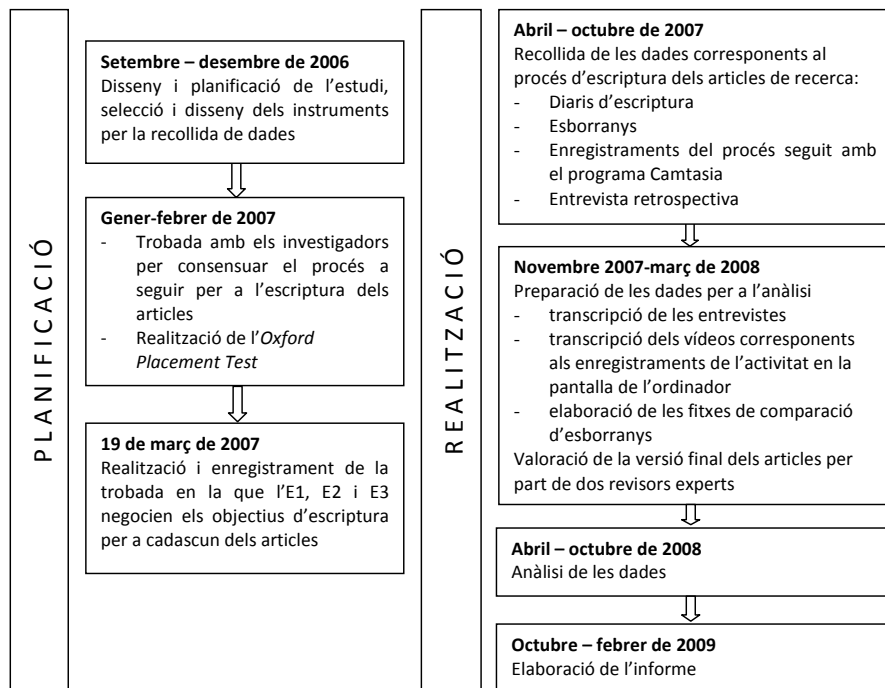 PLANIFICACIÓ
Setembre – desembre de 2006
Disseny i planificació de l'estudi,
selecció i disseny dels instruments
per la recollida de dades
Gener-febrer de 2007
- Trobada amb els investigadors
per consensuar el procés a
seguir per a l'escriptura dels
articles
- Realització de l'Oxford
Placement Test
19 de març de 2007
Realització i enregistrament de la
trobada en la que l'E1, E2 i E3
negocien els objectius d'escriptura
per a cadascun dels articles
REALITZACIÓ
Abril – octubre de 2007
Recollida de les dades corresponents al
procés d'escriptura dels articles de recerca:
- Diaris d'escriptura
- Esborranys
- Enregistraments del procés seguit amb
el programa Camtasia
- Entrevista retrospectiva
Novembre 2007-març de 2008
Preparació de les dades per a l'anàlisi
- transcripció de les entrevistes
- transcripció dels vídeos corresponents
als enregistraments de l'activitat en la
pantalla de l'ordinador
- elaboració de les fitxes de comparació
d'esborranys
Valoració de la versió final dels articles per
part de dos revisors experts
Abril – octubre de 2008
Anàlisi de les dades
Octubre – febrer de 2009
Elaboració de l'informe